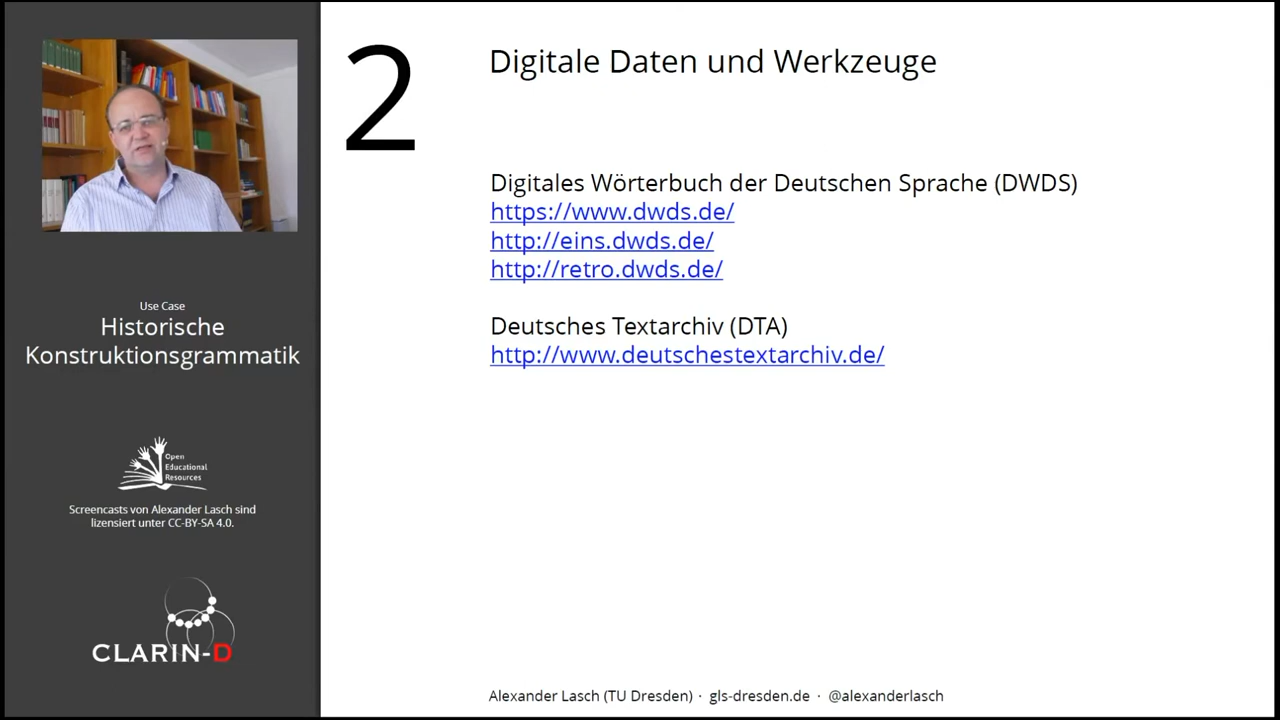 Use Case
Historische
Konstruktionsgrammatik
Open
Educational
Resources
Screencasts von Alexander Lasch sind
lizensiert unter CC-BY-SA 4.0.
CLARIN-D
2
Digitale Daten und Werkzeuge
Digitales Wörterbuch der Deutschen Sprache (DWDS)
https://www.dwds.de/
http://eins.dwds.de/
http://retro.dwds.de/
Deutsches Textarchiv (DTA)
http://www.deutschestextarchiv.de/
Alexander Lasch (TU Dresden) · gls-dresden.de · @alexanderlasch